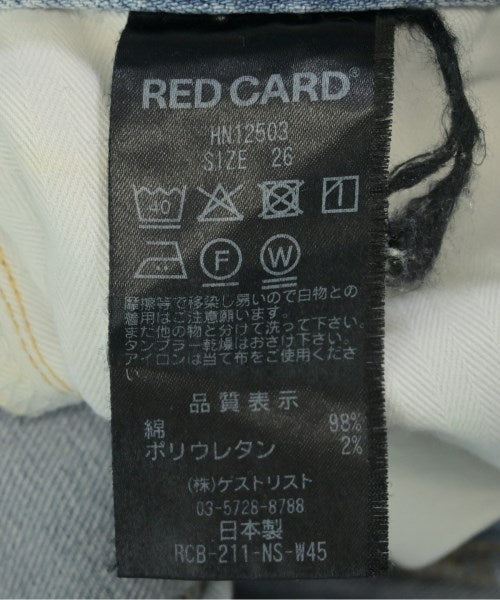 RED CARD®
HN12503
SIZE 26
40
F W
摩擦等で移染し易いので白物との
着用はご注意願います。
また他の物と分けて洗って下さい。
タンブラー乾燥はおさけ下さい。
アイロンは当て布をご使用くださ
い
品質表示
綿 98%
ポリウレタン 2%
(株)ゲストリスト
03-5728-8788
日本製
RCB-211-NS-W45